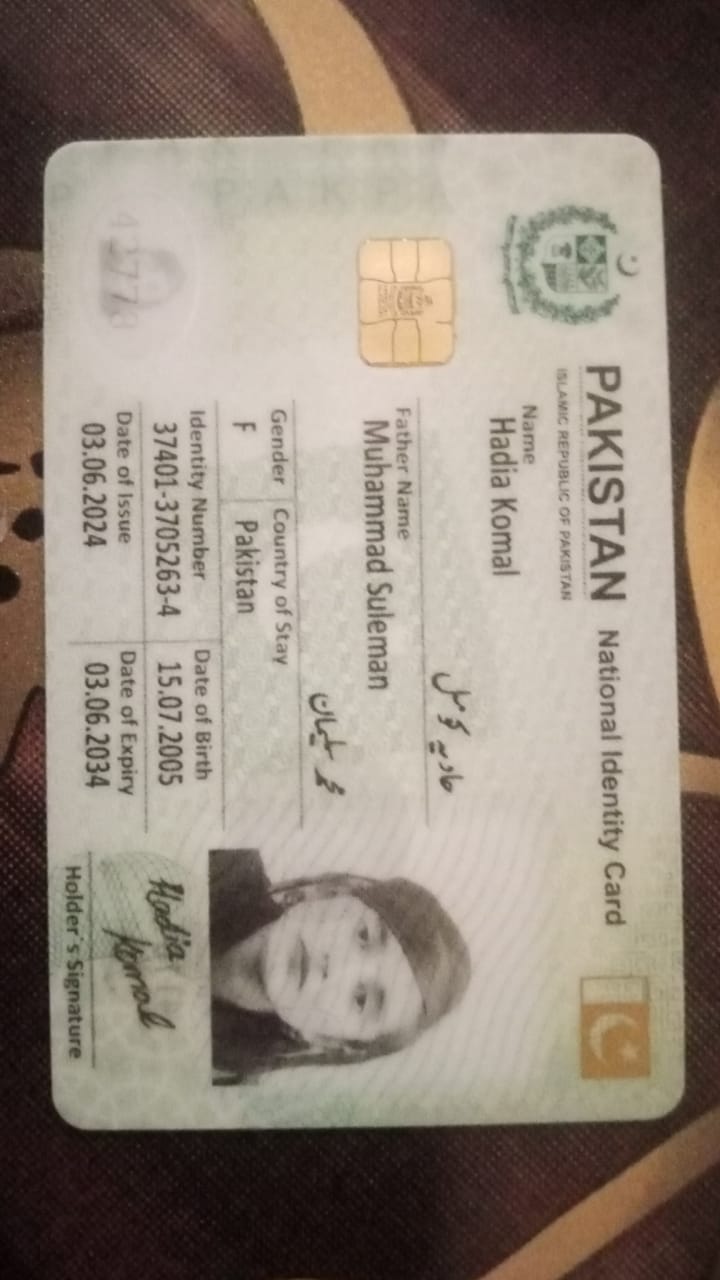 PAKISTAN National Identity Card
ISLAMIC REPUBLIC OF PAKISTAN
Name
Hadia Komal
حادیہ کومل
Father Name
Muhammad Suleman
محمد سلیمان
Gender Country of Stay
F Pakistan
Identity Number Date of Birth
37401-3705263-4 15.07.2005
Date of Issue Date of Expiry
03.06.2024 03.06.2034
Hadia
Komal
Holder's Signature